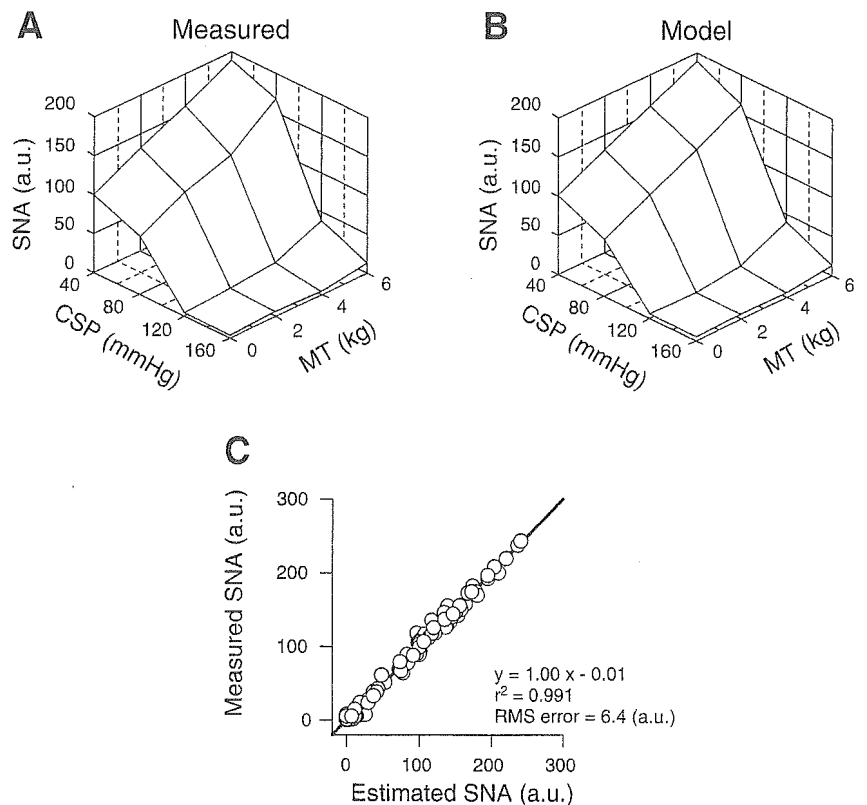 A
Measured
200
150
100
50
0
SNA (a.u.)
40
80
120
160
CSP (mmHg)
0
2
4
6
MT (kg)
B
Model
200
150
100
50
0
SNA (a.u.)
40
80
120
160
CSP (mmHg)
0
2
4
6
MT (kg)
C
300
200
100
0
Measured SNA (a.u.)
y = 1.00 x - 0.01
r² = 0.991
RMS error = 6.4 (a.u.)
0
100
200
300
Estimated SNA (a.u.)